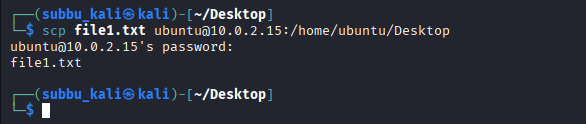 ┌──(subbu_kali㉿kali)-[~/Desktop]
└─$ scp file1.txt ubuntu@10.0.2.15:/home/ubuntu/Desktop
ubuntu@10.0.2.15's password:
file1.txt
┌──(subbu_kali㉿kali)-[~/Desktop]
└─$